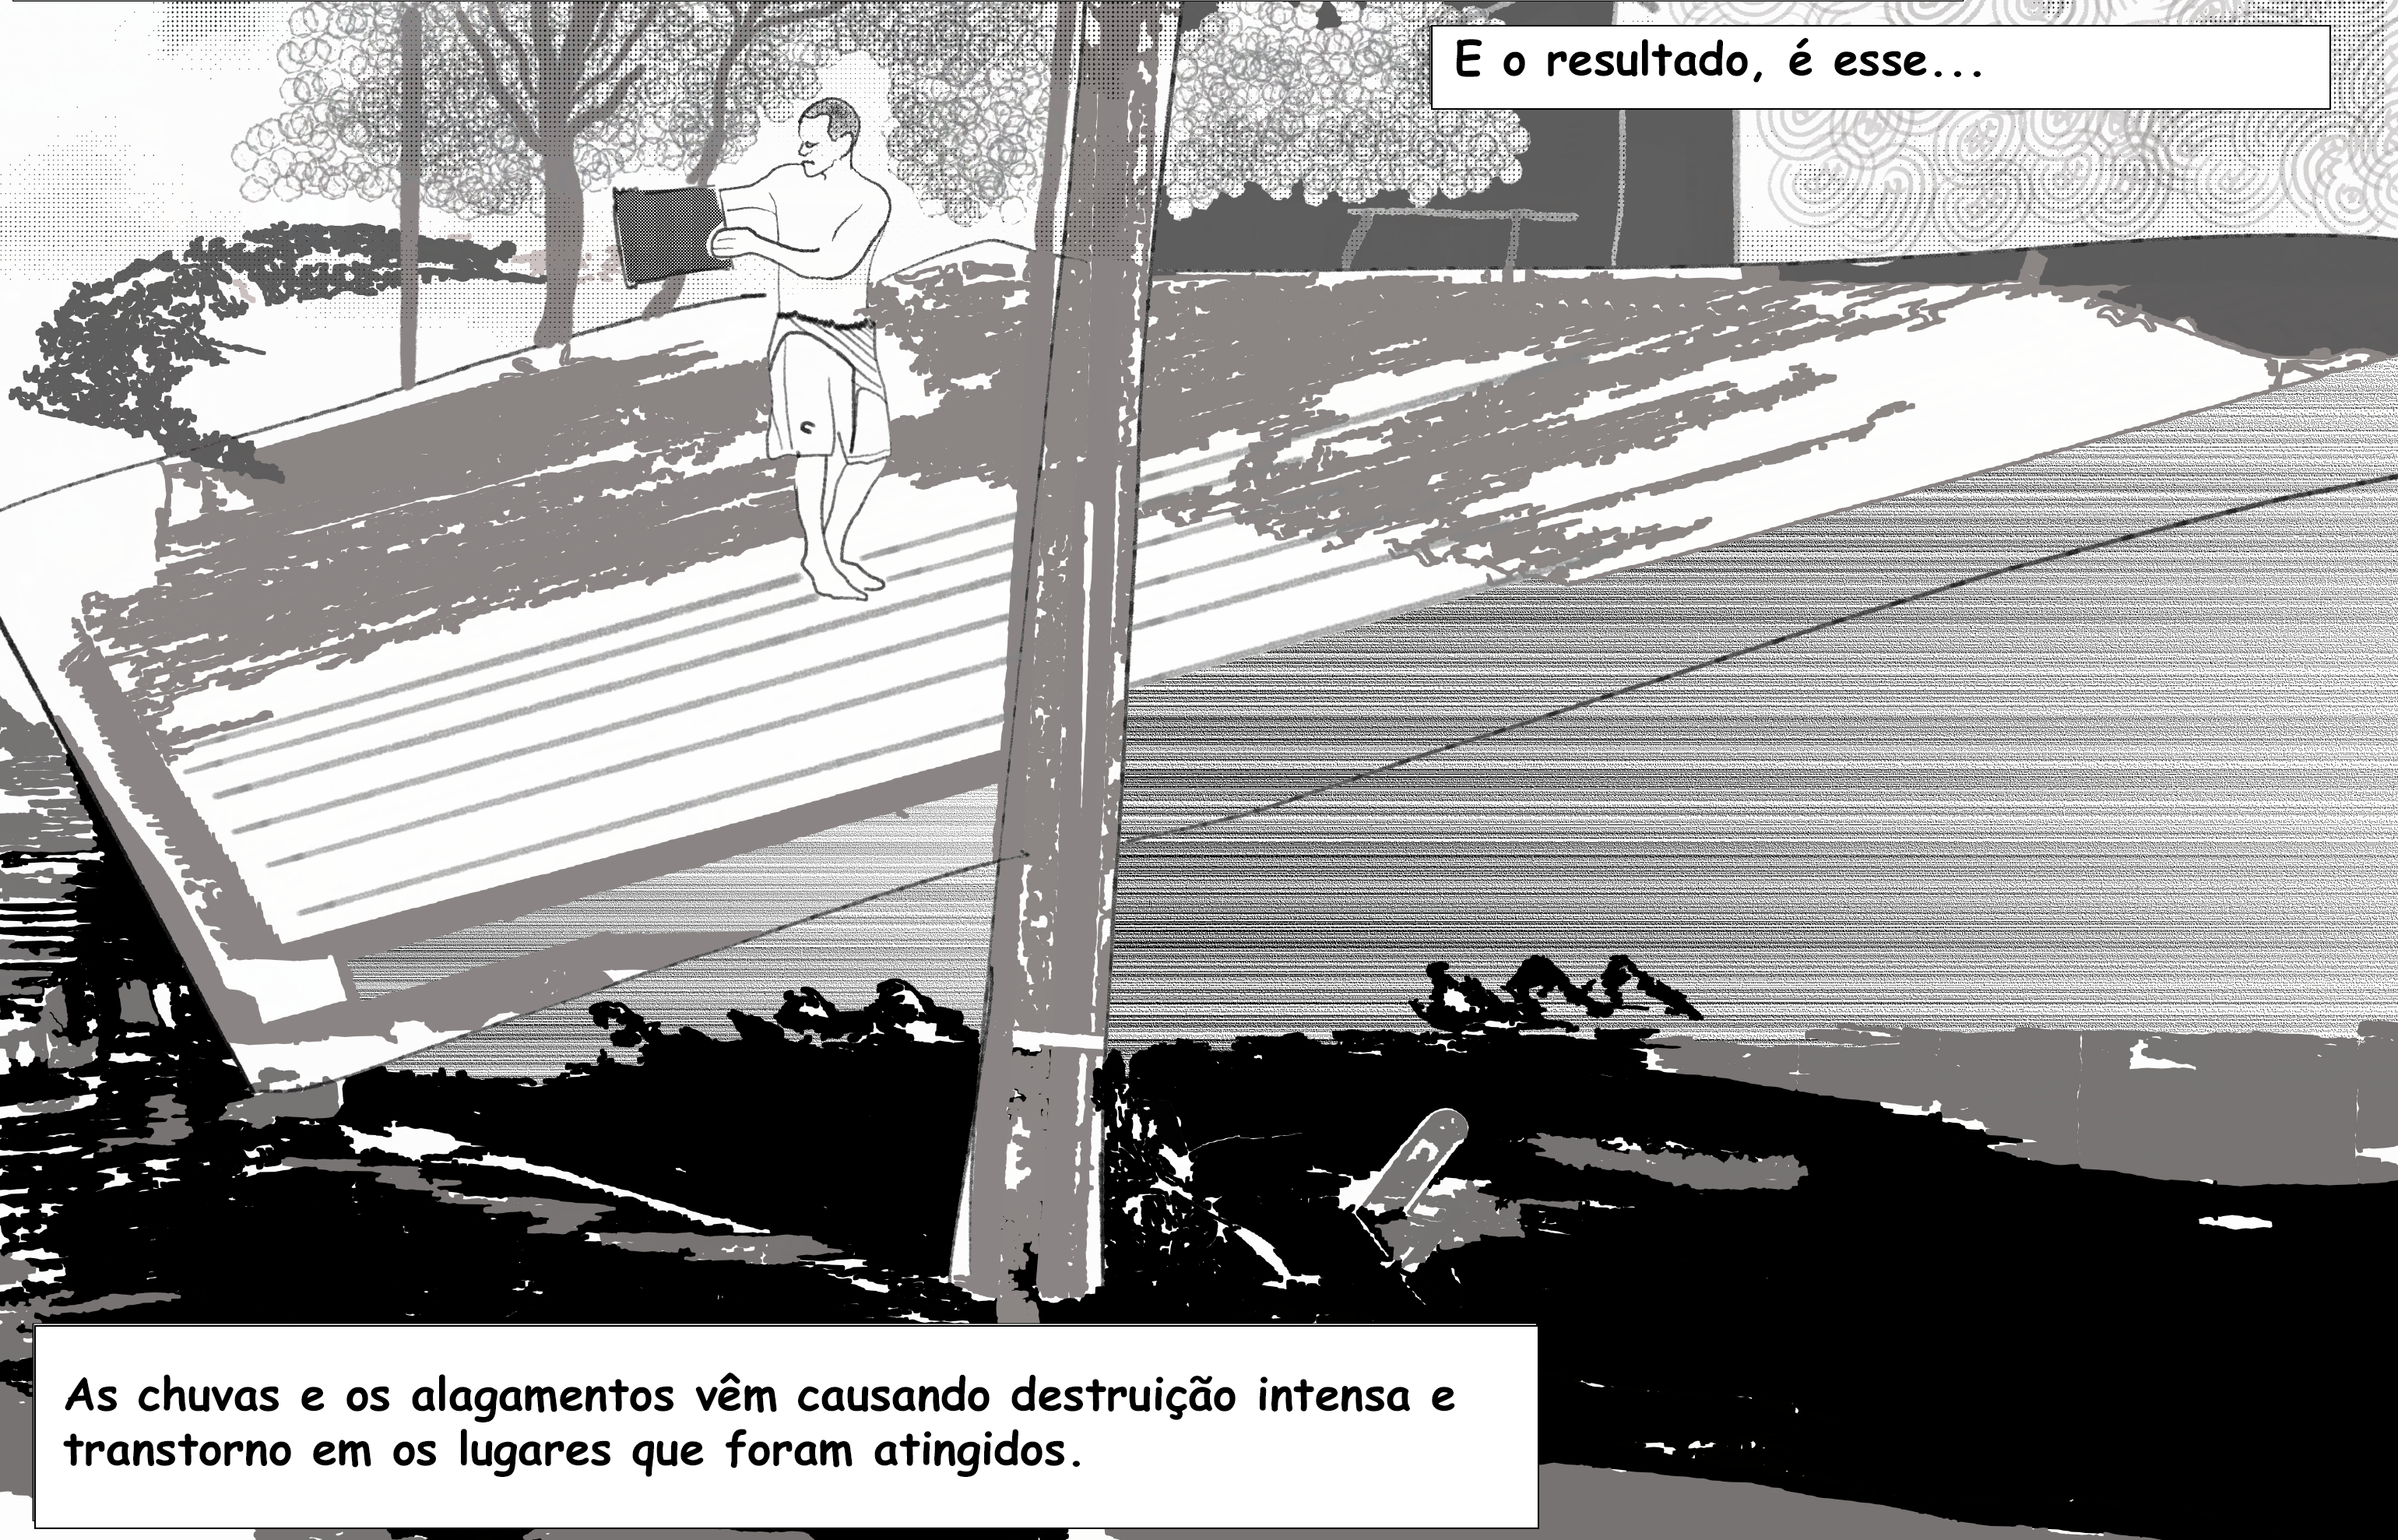 E o resultado, é esse...
As chuvas e os alagamentos vêm causando destruição intensa e
transtorno em os lugares que foram atingidos.